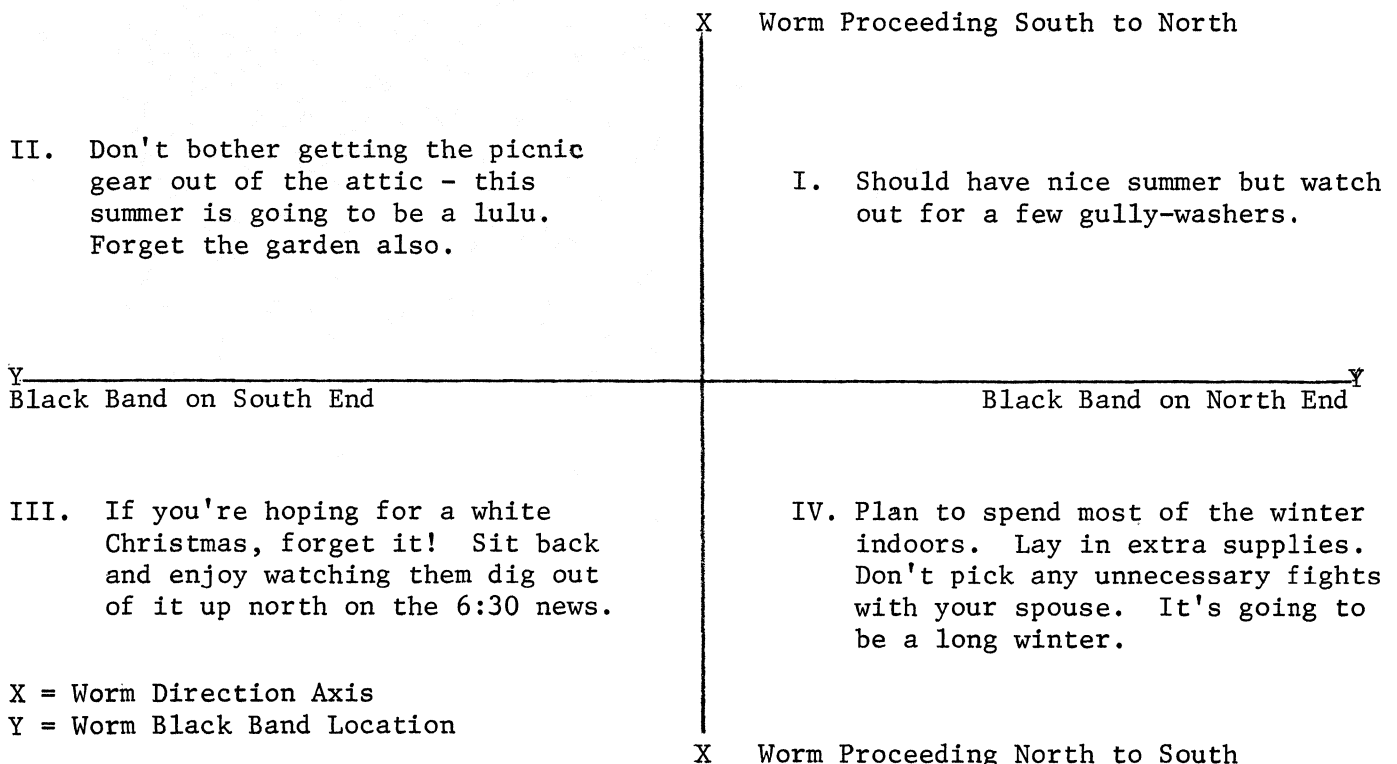 X Worm Proceeding South to North
II. Don't bother getting the picnic
gear out of the attic - this
summer is going to be a lulu.
Forget the garden also.
I. Should have nice summer but watch
out for a few gully-washers.
Y Y
Black Band on South End
Black Band on North End
III. If you're hoping for a white
Christmas, forget it! Sit back
and enjoy watching them dig out
of it up north on the 6:30 news.
IV. Plan to spend most of the winter
indoors. Lay in extra supplies.
Don't pick any unnecessary fights
with your spouse. It's going to
be a long winter.
X = Worm Direction Axis
Y = Worm Black Band Location
X Worm Proceeding North to South